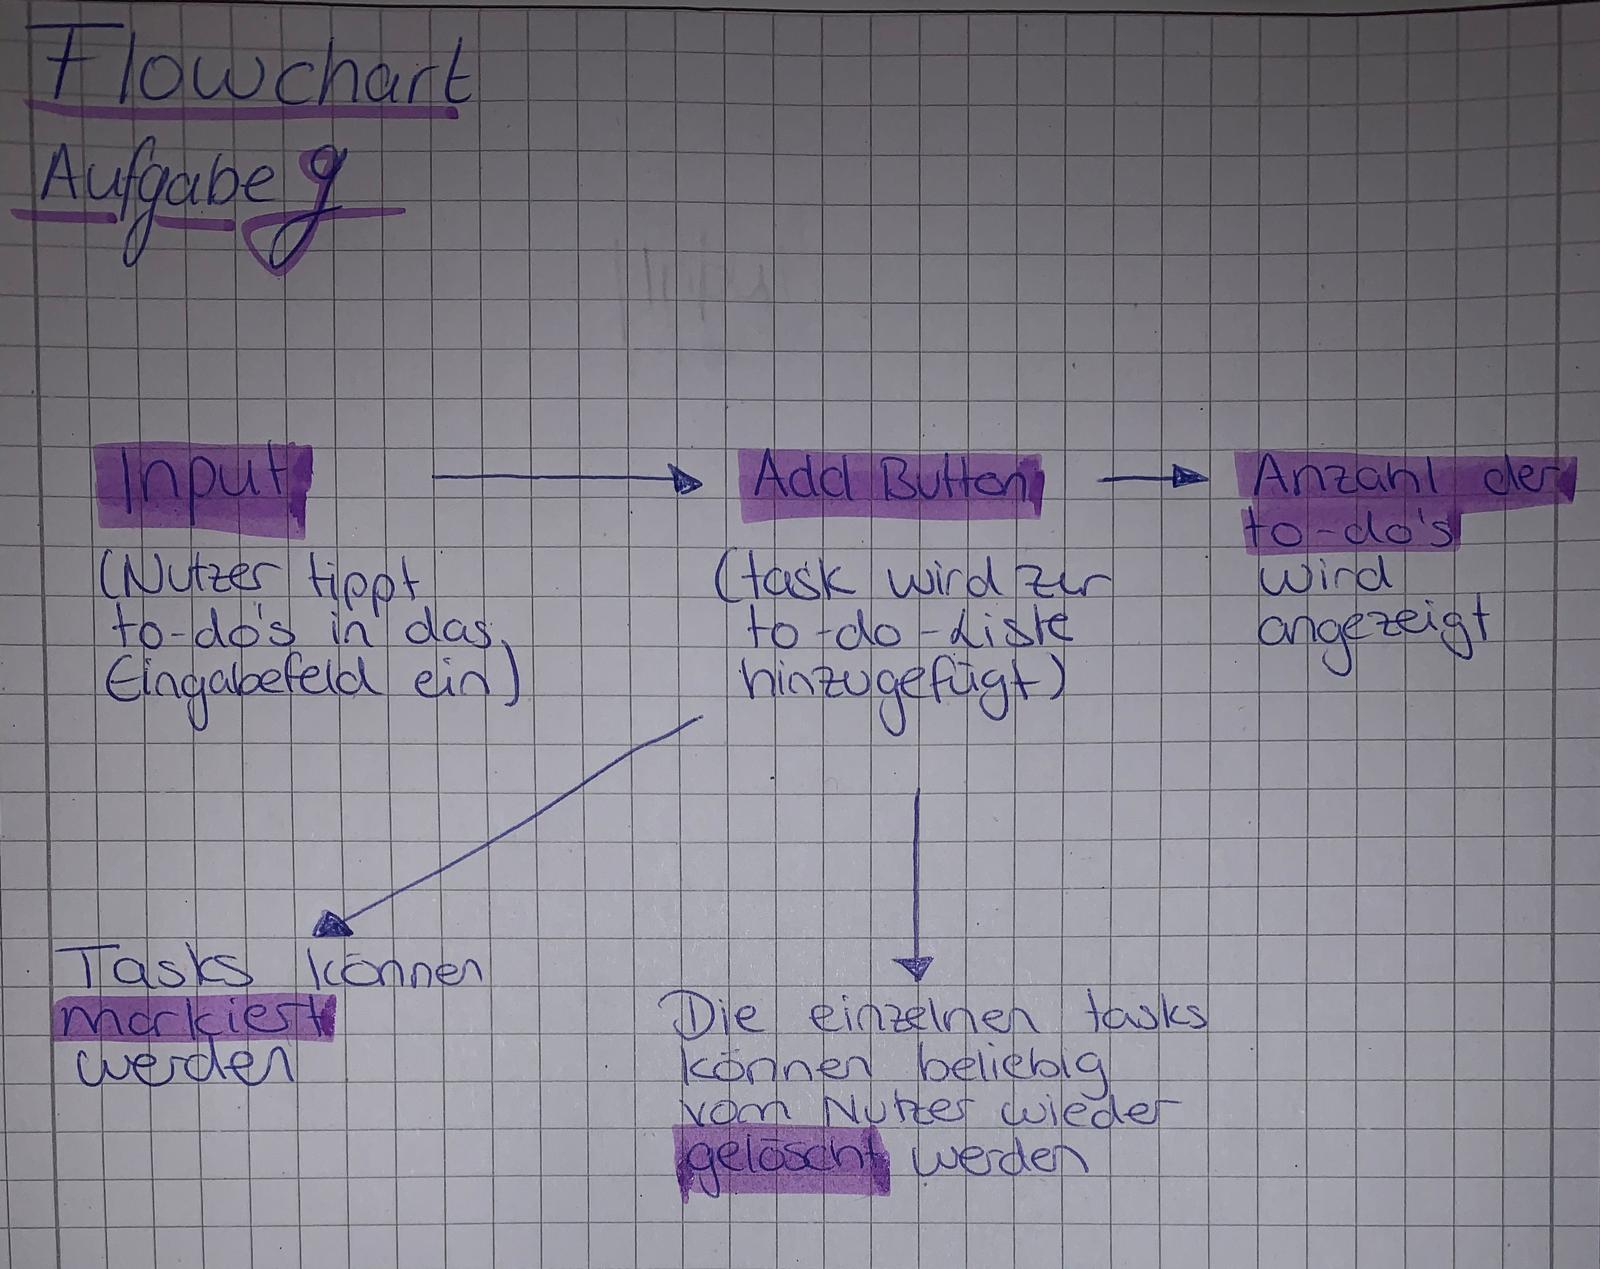 Flowchart
Aufgabe g
Input
(Nutzer tippt
to-do's in das
Eingabefeld ein)
Add Button
(task wird zur
to-do-Liste
hinzugefügt)
Anzahl der
to-do's
wird
angezeigt
Tasks können
markiert
werden
Die einzelnen tasks
können beliebig
vom Nutzer wieder
gelöscht werden